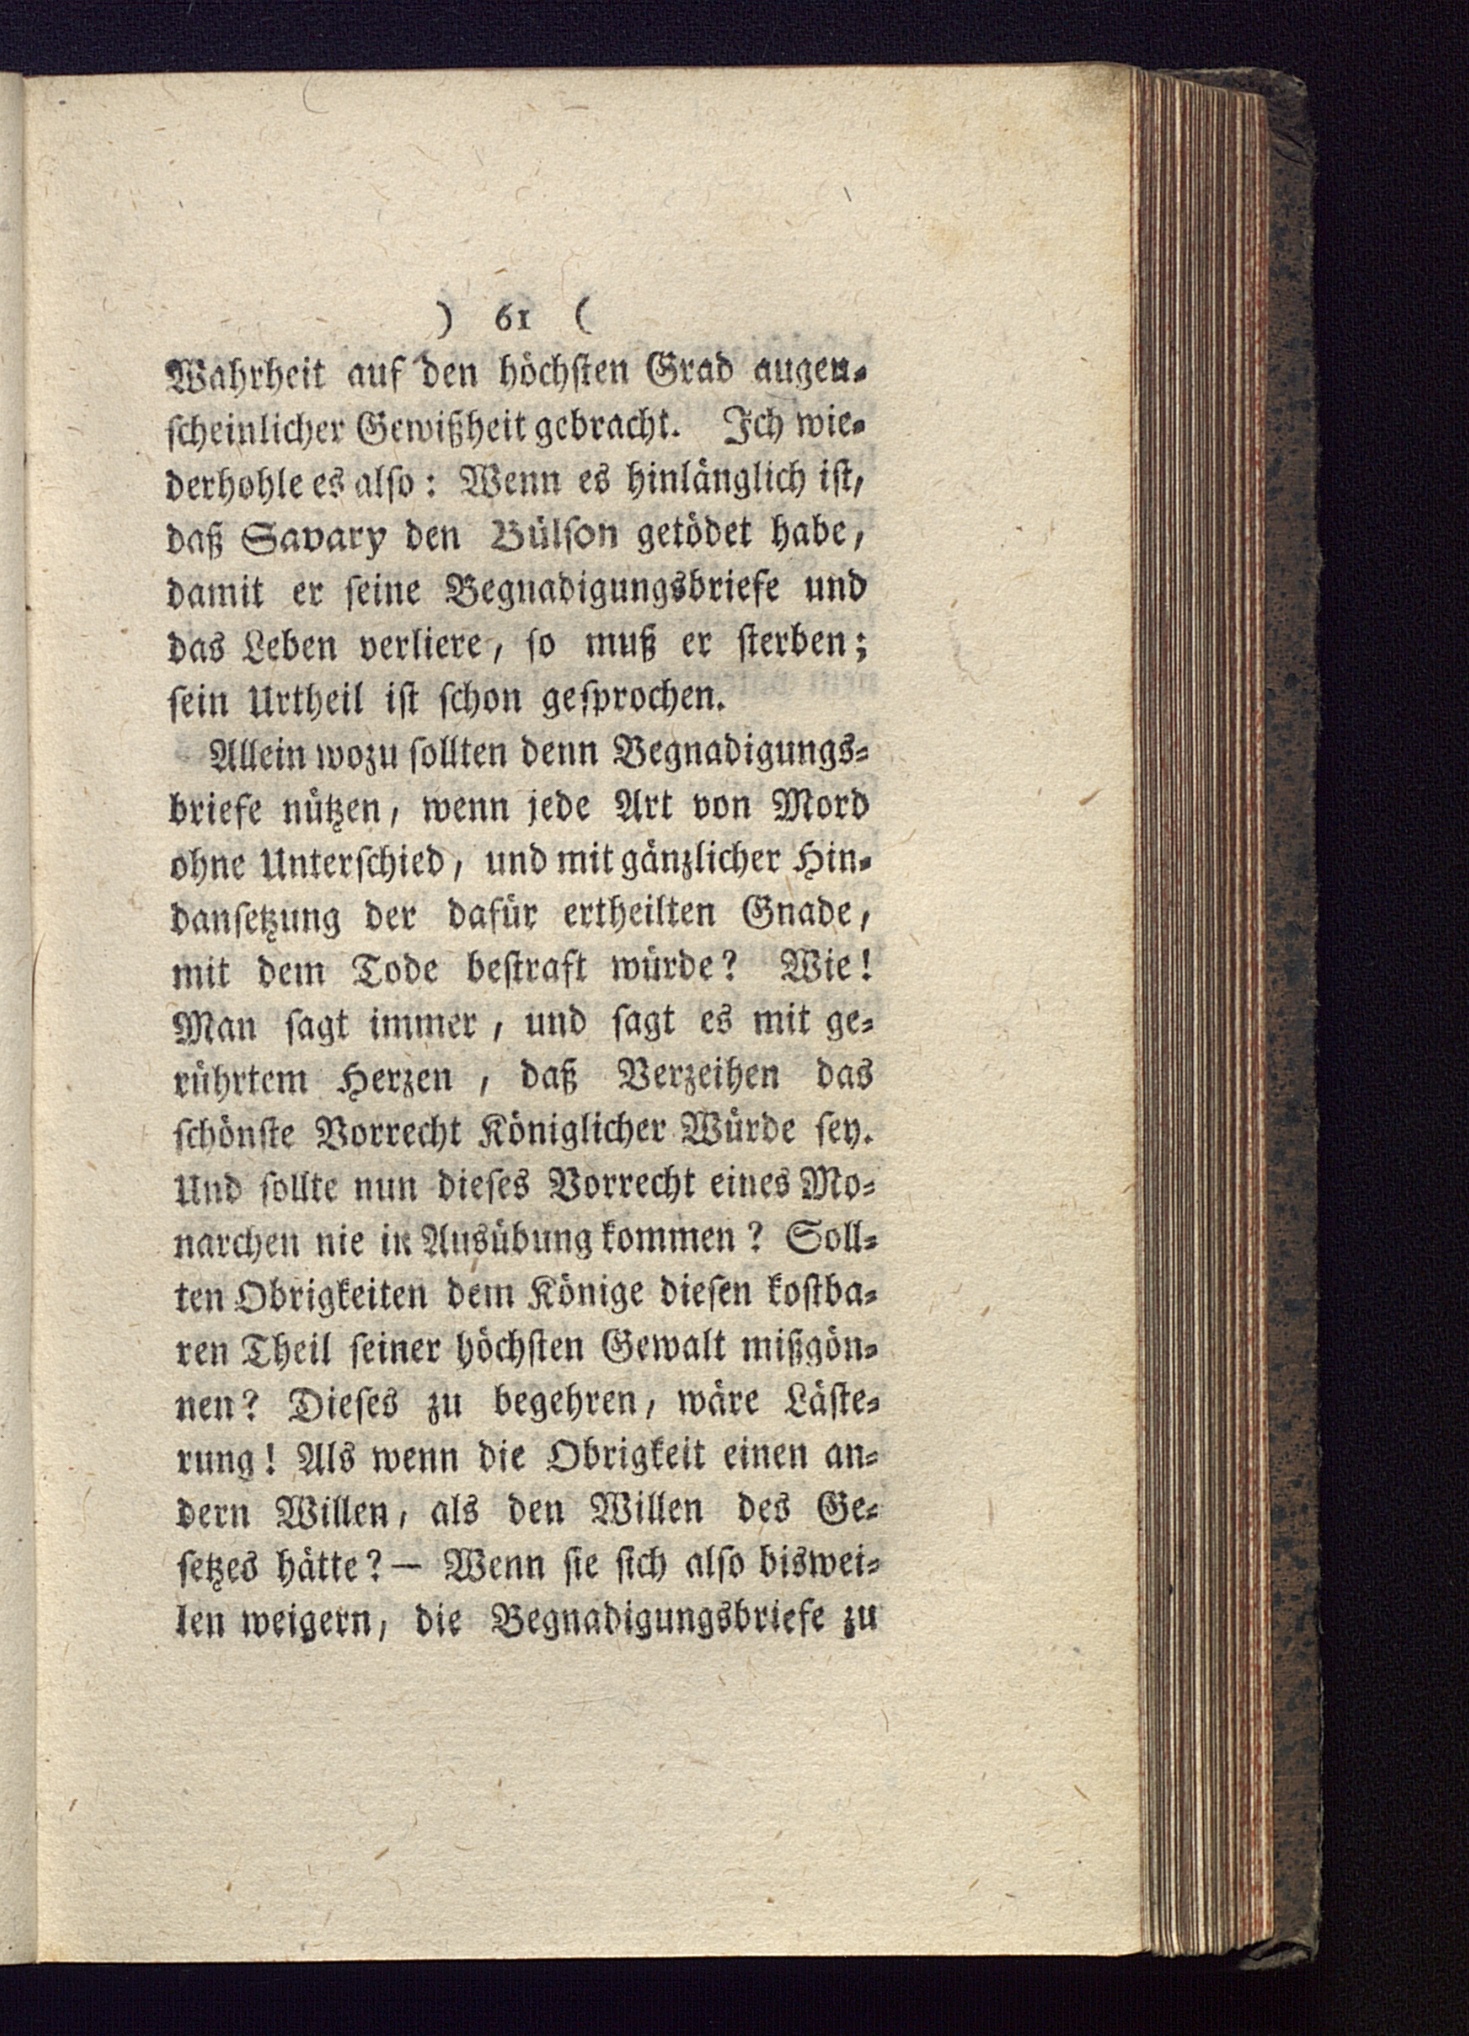 ) 61 (
Wahrheit auf den höchſten Grad augen⸗
ſcheinlicher Gewißheit gebracht. Ich wie⸗
derhohle es alſo: Wenn es hinlänglich iſt,
daß Savary den Bülſon getödet habe,
damit er ſeine Begnadigungsbriefe und
das Leben verliere, ſo muß er ſterben;
ſein Urtheil iſt ſchon geſprochen.
Allein wozu ſollten denn Begnadigungs⸗
briefe nützen, wenn jede Art von Mord
ohne Unterſchied, und mit gänzlicher Hin⸗
danſetzung der dafür ertheilten Gnade,
mit dem Tode beſtraft würde? Wie!
Man ſagt immer, und ſagt es mit ge⸗
rührtem Herzen, daß Verzeihen das
ſchönſte Vorrecht Königlicher Würde ſey.
Und ſollte nun dieſes Vorrecht eines Mo⸗
narchen nie in Ausübung kommen? Soll⸗
ten Obrigkeiten dem Könige dieſen koſtba⸗
ren Theil ſeiner höchſten Gewalt mißgön⸗
nen? Dieſes zu begehren, wäre Läſte⸗
rung! Als wenn die Obrigkeit einen an⸗
dern Willen, als den Willen des Ge⸗
ſetzes hätte? — Wenn ſie ſich alſo biswei⸗
len weigern, die Begnadigungsbriefe zu